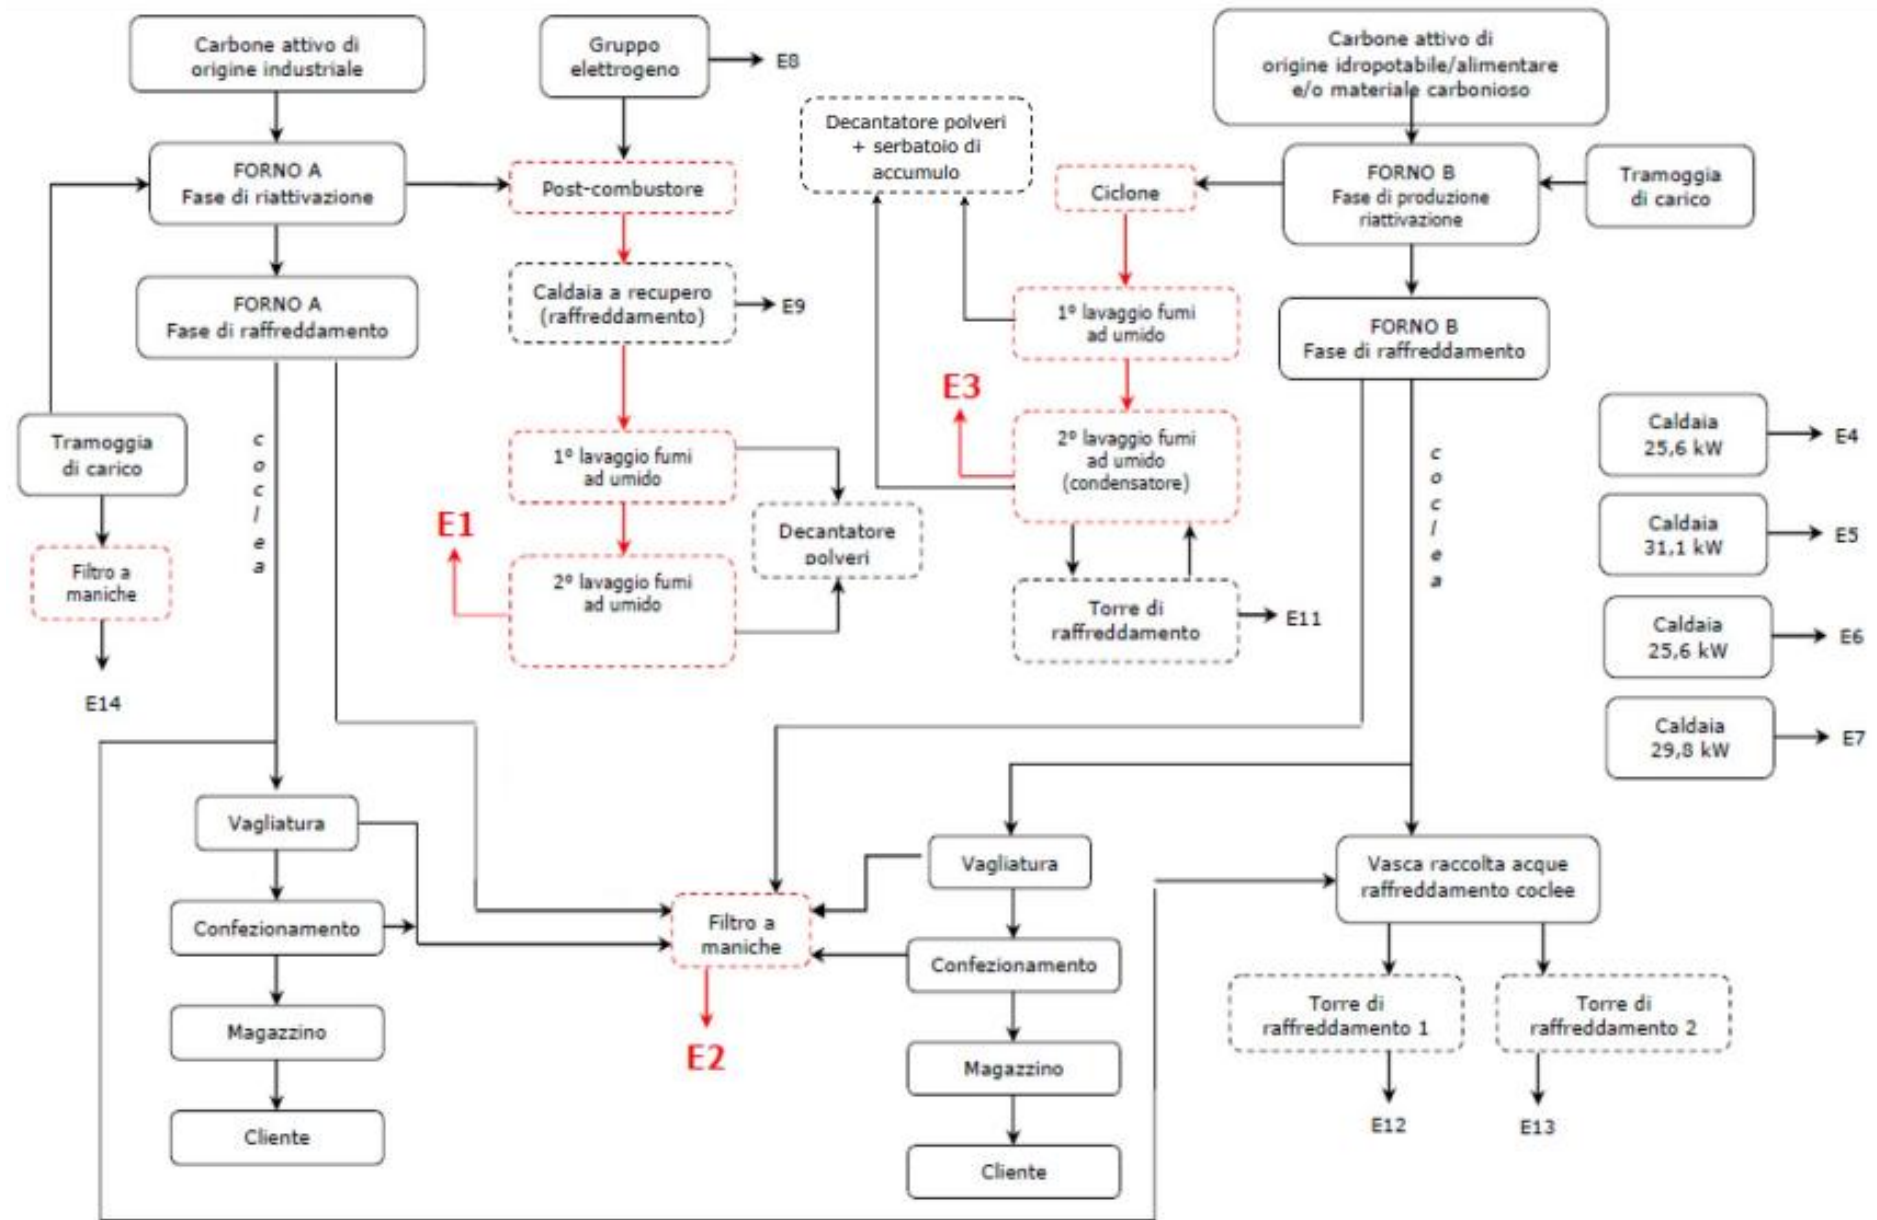 Carbone attivo di
origine industriale
Gruppo
elettrogeno
E8
Carbone attivo di
origine idropotabile/alimentare
e/o materiale carbonioso
Decantatore polveri
+ serbatoio di
accumulo
FORNO A
Fase di riattivazione
Post-combustore
Ciclone
FORNO B
Fase di produzione
riattivazione
Tramoggia
di carico
FORNO A
Fase di raffreddamento
Caldaia a recupero
(raffreddamento)
E9
1º lavaggio fumi
ad umido
FORNO B
Fase di raffreddamento
E3
Tramoggia
di carico
coclea
1º lavaggio fumi
ad umido
2º lavaggio fumi
ad umido
(condensatore)
coclea
Caldaia
25,6 kW
E4
Caldaia
31,1 kW
E5
E1
Decantatore
polveri
Filtro a
maniche
2º lavaggio fumi
ad umido
Torre di
raffreddamento
E11
Caldaia
25,6 kW
E6
E14
Caldaia
29,8 kW
E7
Vagliatura
Vagliatura
Vasca raccolta acque
raffreddamento coclee
Confezionamento
Filtro a
maniche
Confezionamento
Magazzino
E2
Magazzino
Torre di
raffreddamento 1
Torre di
raffreddamento 2
Cliente
Cliente
E12
E13